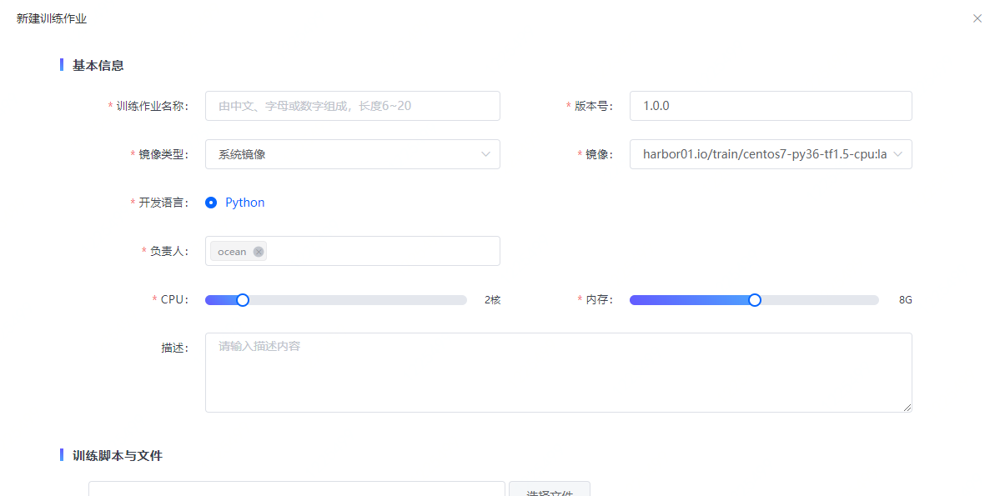 新建训练作业
基本信息
* 训练作业名称: 由中文、字母或数字组成，长度6~20 * 版本号: 1.0.0
* 镜像类型: 系统镜像 * 镜像: harbor01.io/train/centos7-py36-tf1.5-cpu:la
* 开发语言: Python
* 负责人: ocean
* CPU: 2核 * 内存: 8G
描述: 请输入描述内容
训练脚本与文件
选择文件